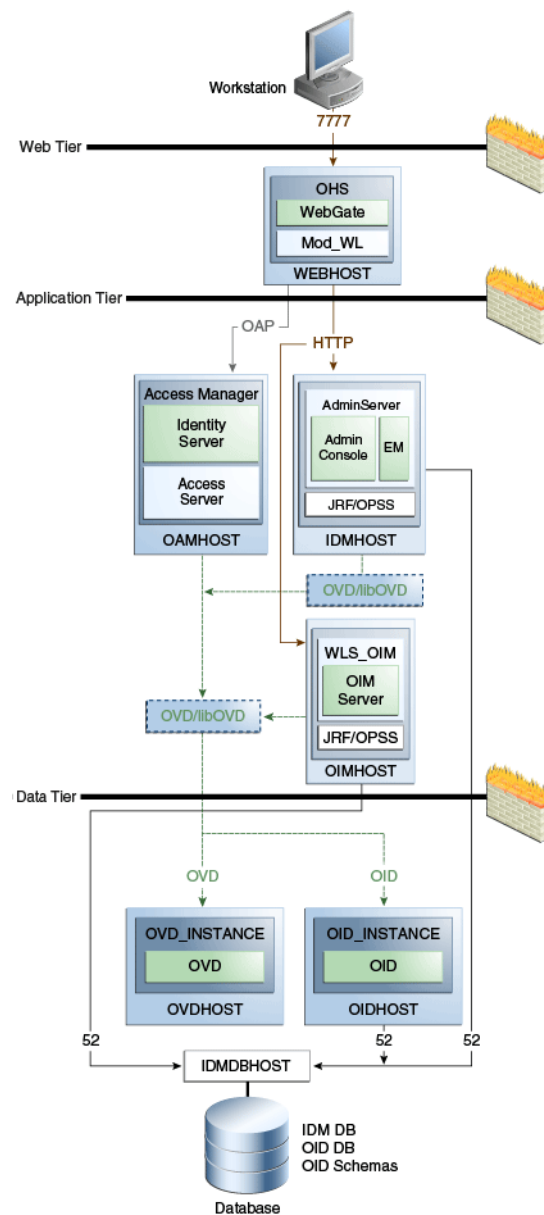 Workstation
7777
Web Tier
OHS
WebGate
Mod_WL
WEBHOST
Application Tier
OAP
HTTP
Access Manager
Identity
Server
Access
Server
OAMHOST
AdminServer
Admin
Console
EM
JRF/OPSS
IDMHOST
OVD/libOVD
WLS_OIM
OIM
Server
JRF/OPSS
OIMHOST
OVD/libOVD
Data Tier
OVD
OID
OVD_INSTANCE
OVD
OVDHOST
OID_INSTANCE
OID
OIDHOST
52
52
52
IDMDBHOST
IDM DB
OID DB
OID Schemas
Database